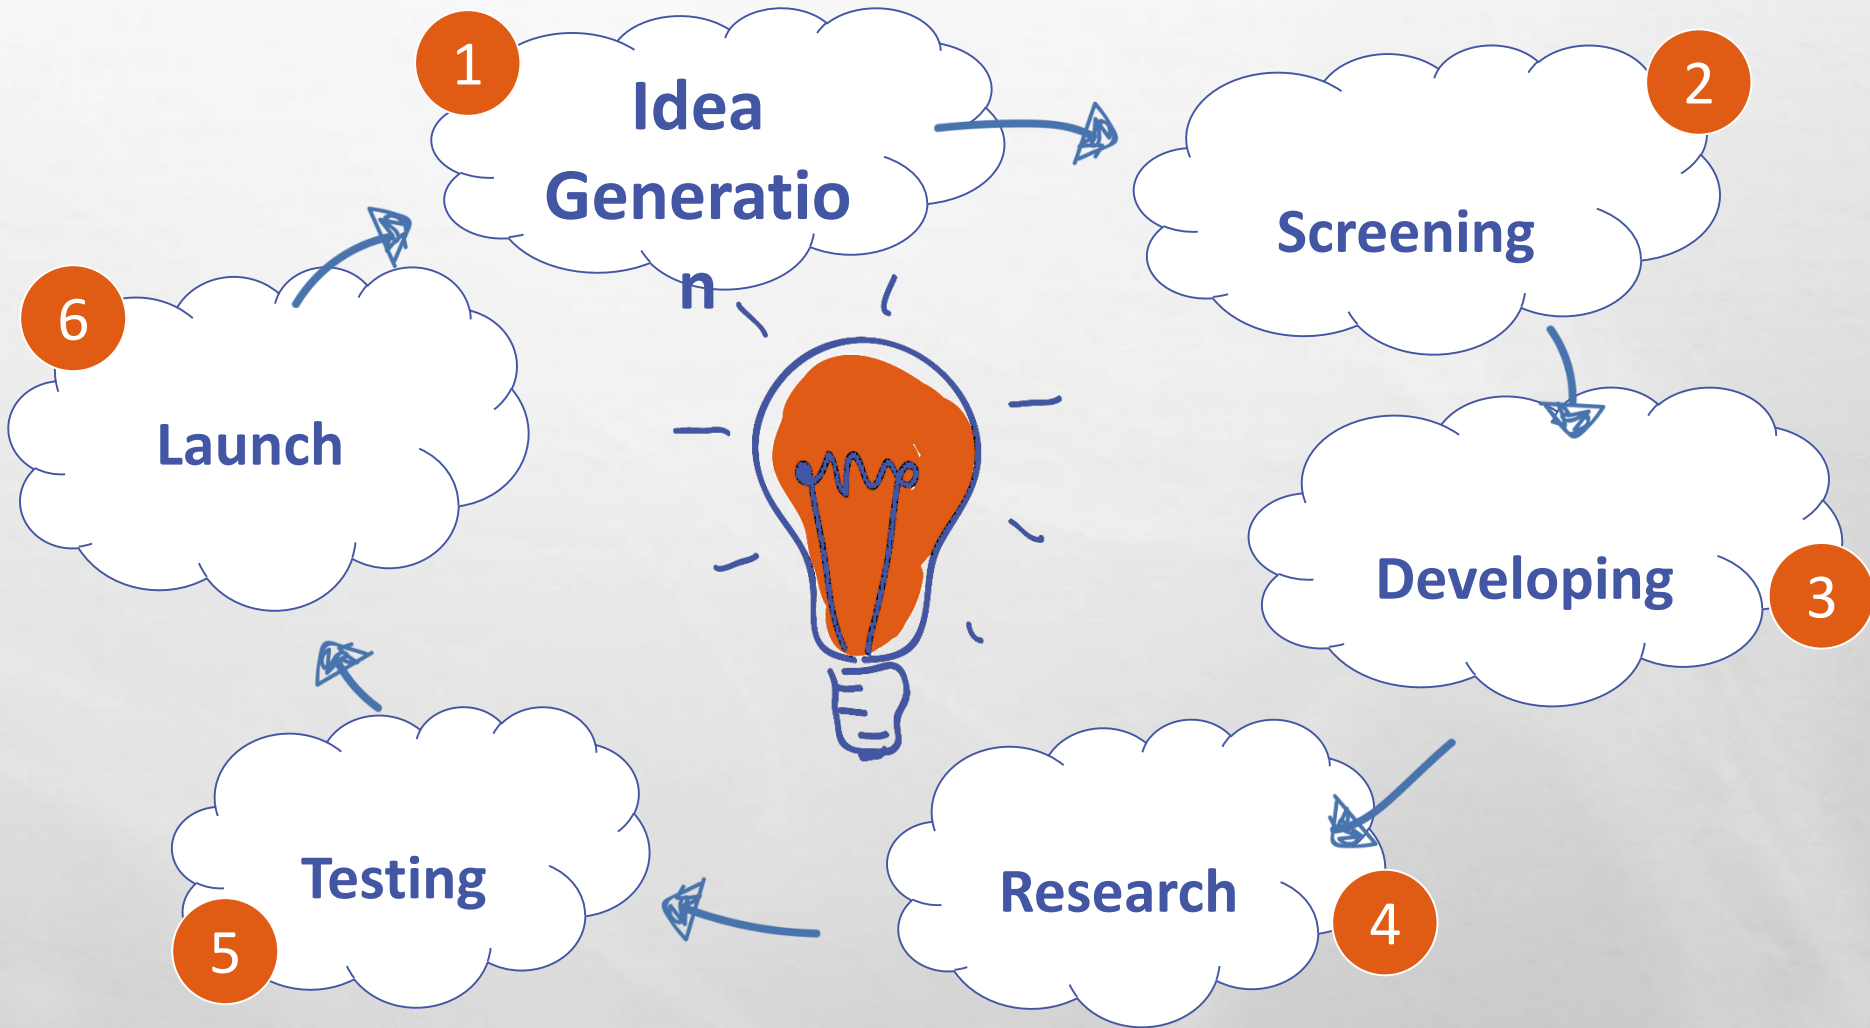 1
Idea
Generatio
n
2
Screening
3
Developing
4
Research
5
Testing
6
Launch